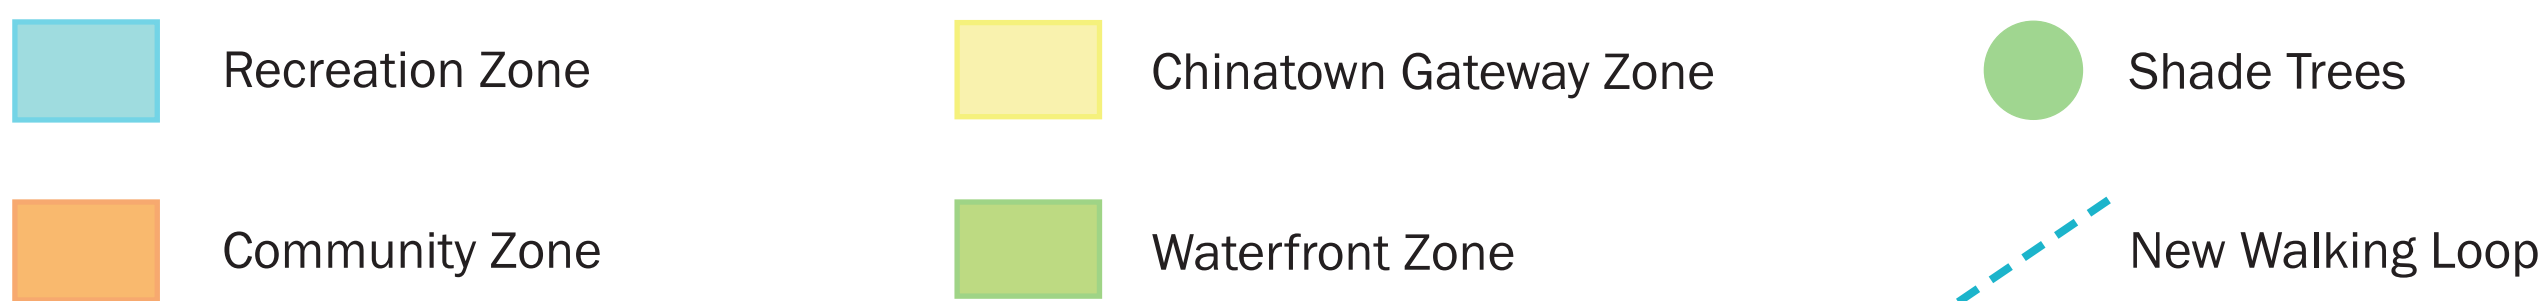 Recreation Zone
Chinatown Gateway Zone
Shade Trees
Community Zone
Waterfront Zone
New Walking Loop